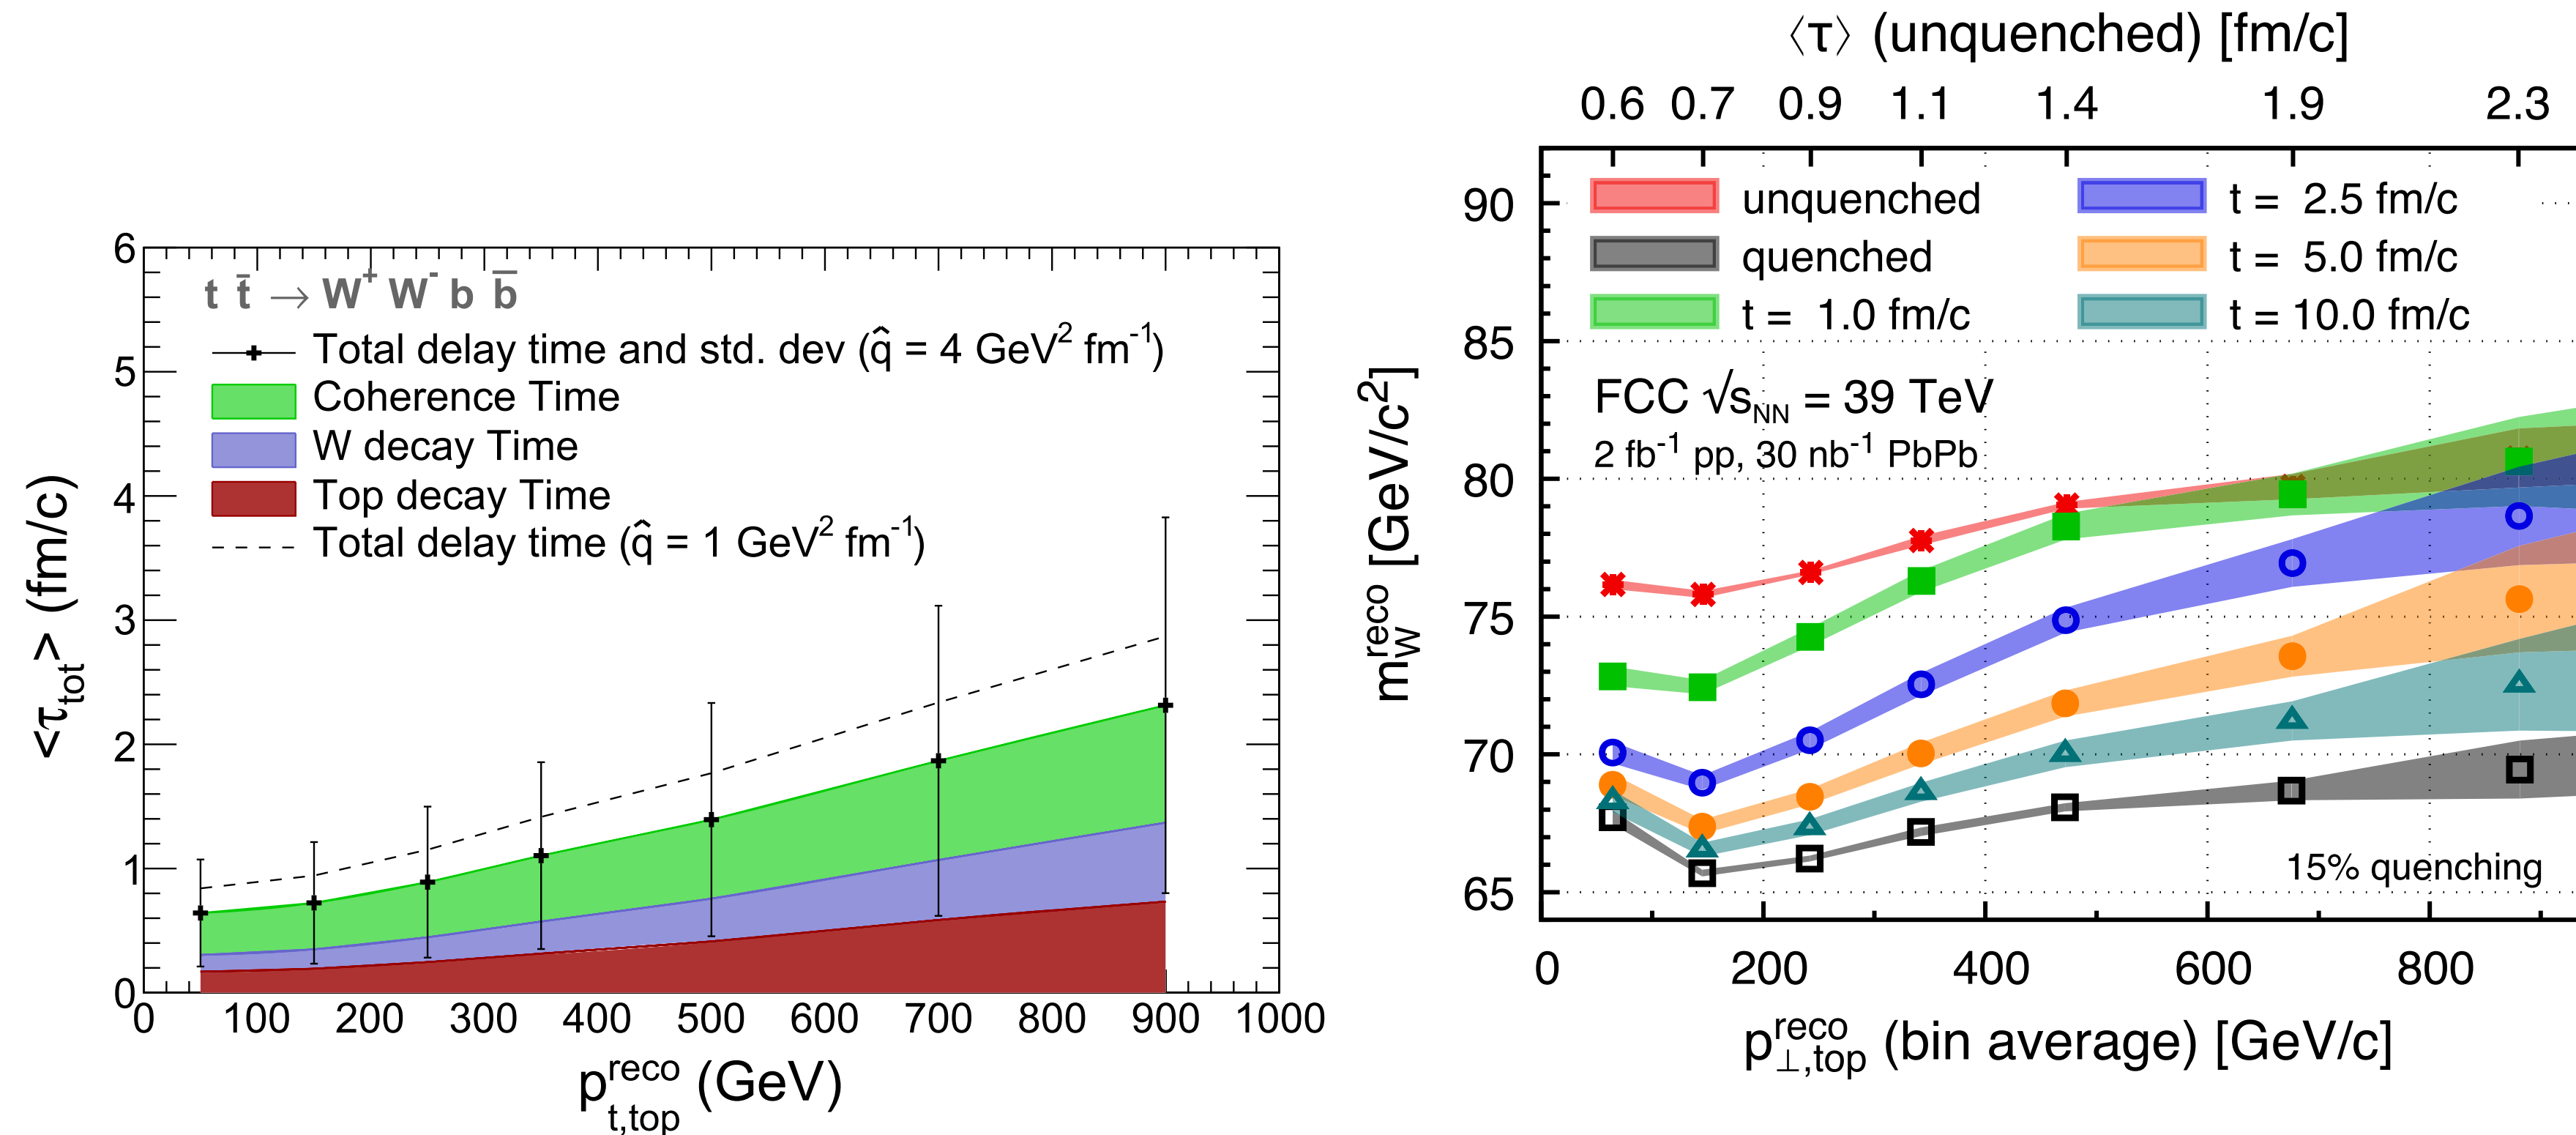 t t̄ → W⁺ W⁻ b b̄
Total delay time and std. dev (q̂ = 4 GeV² fm⁻¹)
Coherence Time
W decay Time
Top decay Time
Total delay time (q̂ = 1 GeV² fm⁻¹)
<τ_tot> (fm/c)
6
5
4
3
2
1
0
0 100 200 300 400 500 600 700 800 900 1000
p_t,top^reco (GeV)
⟨τ⟩ (unquenched) [fm/c]
0.6 0.7 0.9 1.1 1.4 1.9 2.3
unquenched
quenched
t = 1.0 fm/c
t = 2.5 fm/c
t = 5.0 fm/c
t = 10.0 fm/c
FCC √s_NN = 39 TeV
2 fb⁻¹ pp, 30 nb⁻¹ PbPb
m_W^reco [GeV/c²]
90
85
80
75
70
65
15% quenching
0 200 400 600 800
p_⊥,top^reco (bin average) [GeV/c]